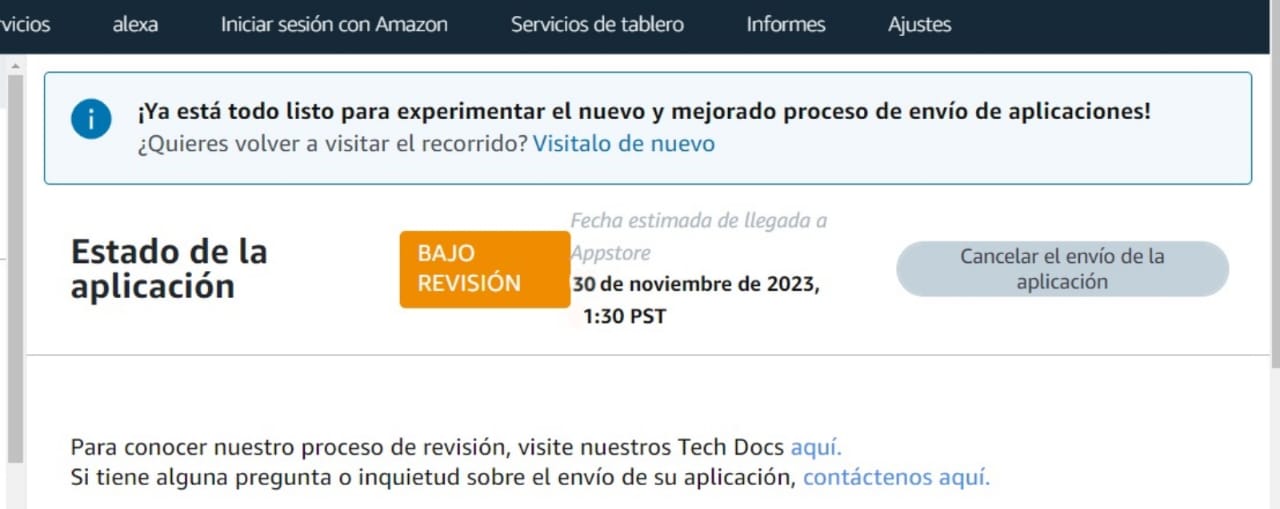 rvicios alexa Iniciar sesión con Amazon Servicios de tablero Informes Ajustes
¡Ya está todo listo para experimentar el nuevo y mejorado proceso de envío de aplicaciones!
¿Quieres volver a visitar el recorrido? Visitalo de nuevo
Estado de la
aplicación
BAJO
REVISIÓN
Fecha estimada de llegada a
Appstore
30 de noviembre de 2023,
1:30 PST
Cancelar el envío de la
aplicación
Para conocer nuestro proceso de revisión, visite nuestros Tech Docs aquí.
Si tiene alguna pregunta o inquietud sobre el envío de su aplicación, contáctenos aquí.